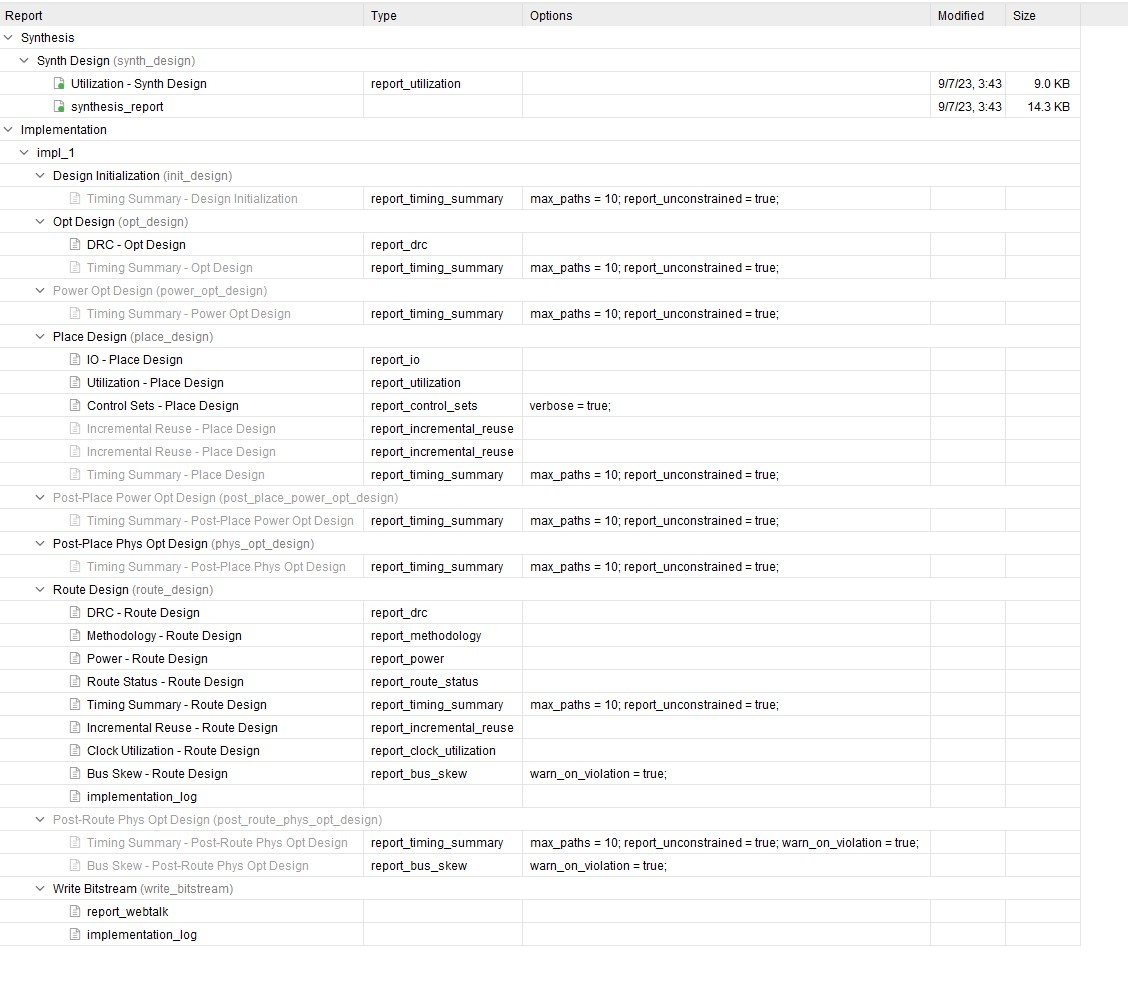 Report Type Options Modified Size
Synthesis
Synth Design (synth_design)
Utilization - Synth Design report_utilization 9/7/23, 3:43 9.0 KB
synthesis_report 9/7/23, 3:43 14.3 KB
Implementation
impl_1
Design Initialization (init_design)
Timing Summary - Design Initialization report_timing_summary max_paths = 10; report_unconstrained = true;
Opt Design (opt_design)
DRC - Opt Design report_drc
Timing Summary - Opt Design report_timing_summary max_paths = 10; report_unconstrained = true;
Power Opt Design (power_opt_design)
Timing Summary - Power Opt Design report_timing_summary max_paths = 10; report_unconstrained = true;
Place Design (place_design)
IO - Place Design report_io
Utilization - Place Design report_utilization
Control Sets - Place Design report_control_sets verbose = true;
Incremental Reuse - Place Design report_incremental_reuse
Incremental Reuse - Place Design report_incremental_reuse
Timing Summary - Place Design report_timing_summary max_paths = 10; report_unconstrained = true;
Post-Place Power Opt Design (post_place_power_opt_design)
Timing Summary - Post-Place Power Opt Design report_timing_summary max_paths = 10; report_unconstrained = true;
Post-Place Phys Opt Design (phys_opt_design)
Timing Summary - Post-Place Phys Opt Design report_timing_summary max_paths = 10; report_unconstrained = true;
Route Design (route_design)
DRC - Route Design report_drc
Methodology - Route Design report_methodology
Power - Route Design report_power
Route Status - Route Design report_route_status
Timing Summary - Route Design report_timing_summary max_paths = 10; report_unconstrained = true;
Incremental Reuse - Route Design report_incremental_reuse
Clock Utilization - Route Design report_clock_utilization
Bus Skew - Route Design report_bus_skew warn_on_violation = true;
implementation_log
Post-Route Phys Opt Design (post_route_phys_opt_design)
Timing Summary - Post-Route Phys Opt Design report_timing_summary max_paths = 10; report_unconstrained = true; warn_on_violation = true;
Bus Skew - Post-Route Phys Opt Design report_bus_skew warn_on_violation = true;
Write Bitstream (write_bitstream)
report_webtalk
implementation_log